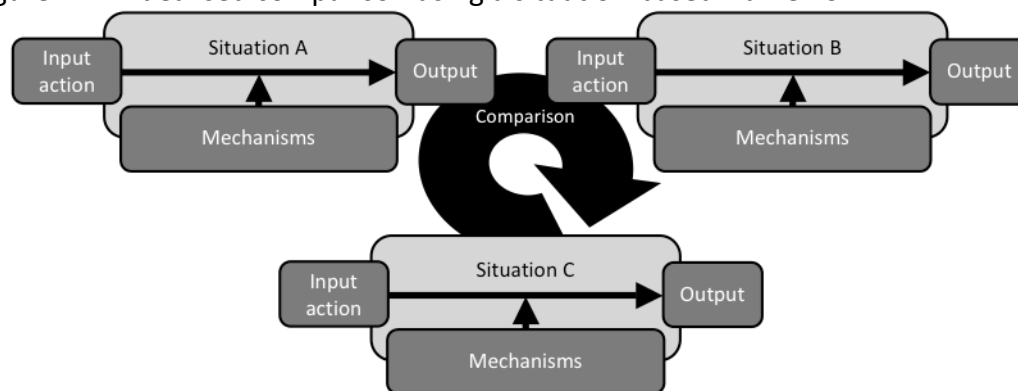 Situation A
Input
action
Output
Mechanisms
Situation B
Input
action
Output
Mechanisms
Comparison
Situation C
Input
action
Output
Mechanisms